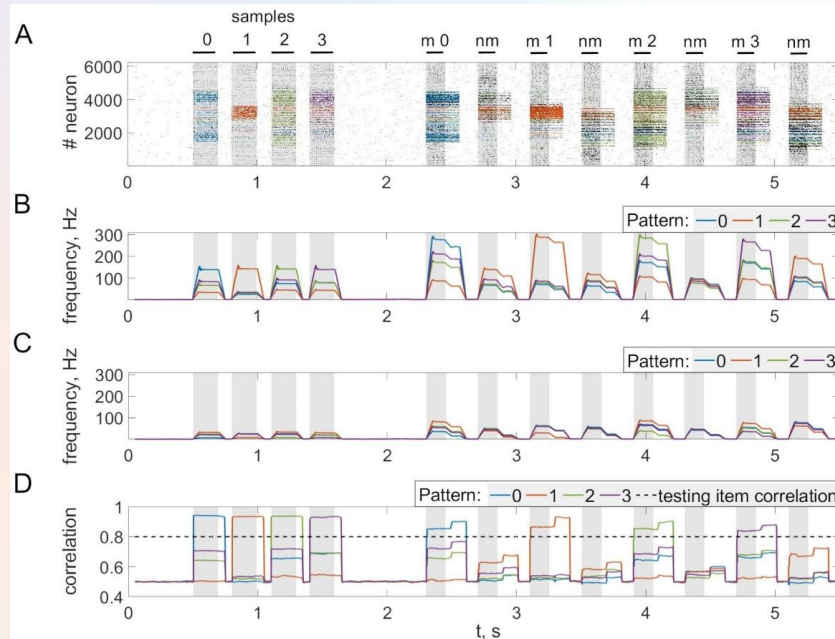 samples
A
0 1 2 3 m 0 nm m 1 nm m 2 nm m 3 nm
# neuron
6000
4000
2000
0 1 2 3 4 5
B
Pattern: 0 1 2 3
frequency, Hz
300
200
100
0 1 2 3 4 5
C
Pattern: 0 1 2 3
frequency, Hz
300
200
100
0 1 2 3 4 5
D
Pattern: 0 1 2 3 testing item correlation
correlation
1
0.8
0.6
0.4
0 1 2 3 4 5
t, s